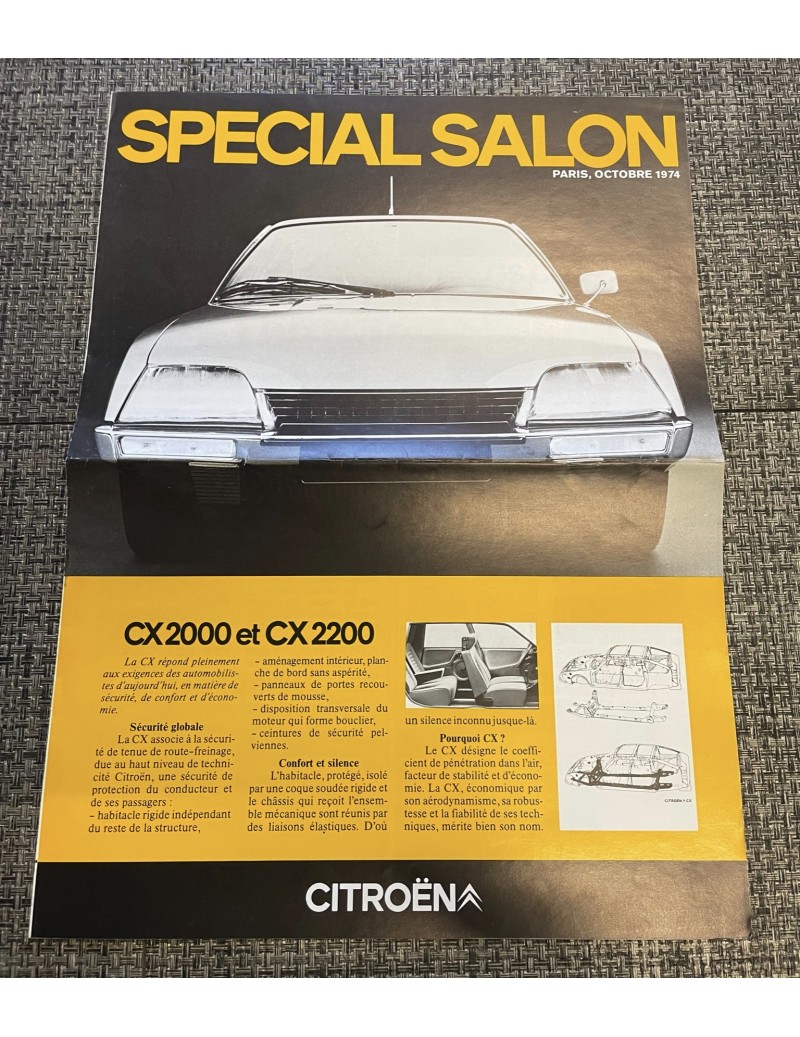 SPECIAL SALON
PARIS, OCTOBRE 1974
CX 2000 et CX 2200
La CX répond pleinement
aux exigences des automobilis-
tes d'aujourd'hui, en matière de
sécurité, de confort et d'écono-
mie.
Sécurité globale
La CX associe à la sécuri-
té de tenue de route-freinage,
due au haut niveau de techni-
cité Citroën, une sécurité de
protection du conducteur et
de ses passagers :
– habitacle rigide indépendant
du reste de la structure,
– aménagement intérieur, plan-
che de bord sans aspérité,
– panneaux de portes recou-
verts de mousse,
– disposition transversale du
moteur qui forme bouclier,
– ceintures de sécurité pel-
viennes.
Confort et silence
L'habitacle, protégé, isolé
par une coque soudée rigide et
le châssis qui reçoit l'ensem-
ble mécanique sont réunis par
des liaisons élastiques. D'où
un silence inconnu jusque-là.
Pourquoi CX ?
Le CX désigne le coeffi-
cient de pénétration dans l'air,
facteur de stabilité et d'écono-
mie. La CX, économique par
son aérodynamisme, sa robus-
tesse et la fiabilité de ses tech-
niques, mérite bien son nom.
CITROËN CX
CITROËN